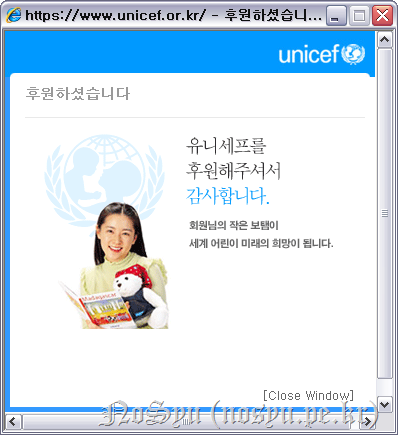 https://www.unicef.or.kr/ - 후원하셨습니...
unicef
후원하셨습니다
유니세프를
후원해주셔서
감사합니다.
회원님의 작은 보탬이
세계 어린이 미래의 희망이 됩니다.
Madagascar
[Close Window]
NoSyu (nosyu.pe.kr)